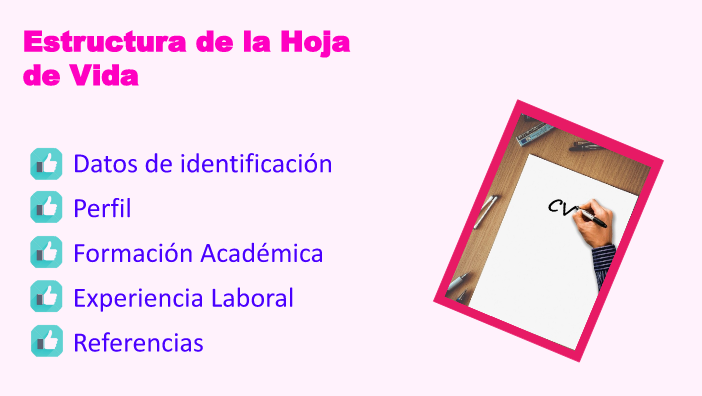 Estructura de la Hoja
de Vida
Datos de identificación
Perfil
Formación Académica
Experiencia Laboral
Referencias
CV